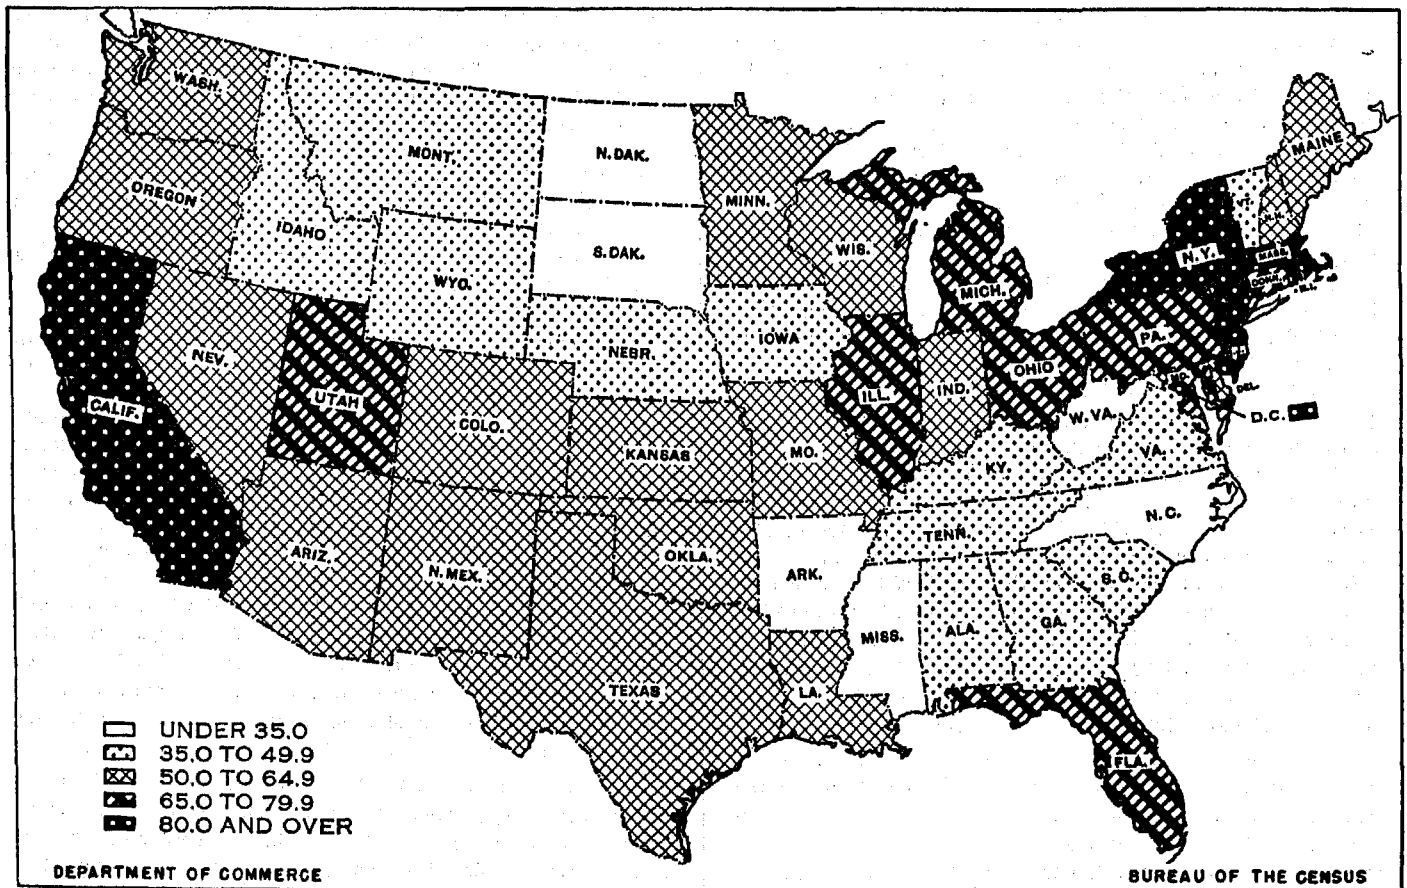 WASH.
MONT.
N. DAK.
MINN.
MAINE
OREGON
IDAHO
S. DAK.
WIS.
VT.
N.H.
N.Y.
MASS.
CONN.
R.I.
WYO.
MICH.
NEV.
NEBR.
IOWA
PA.
UTAH
ILL.
IND.
OHIO
MD.
DEL.
N.J.
CALIF.
COLO.
W. VA.
D.C.
KANSAS
MO.
KY.
VA.
ARIZ.
N. MEX.
OKLA.
ARK.
TENN.
N. C.
S. C.
MISS.
ALA.
GA.
TEXAS
LA.
FLA.
UNDER 35.0
35.0 TO 49.9
50.0 TO 64.9
65.0 TO 79.9
80.0 AND OVER
DEPARTMENT OF COMMERCE
BUREAU OF THE CENSUS